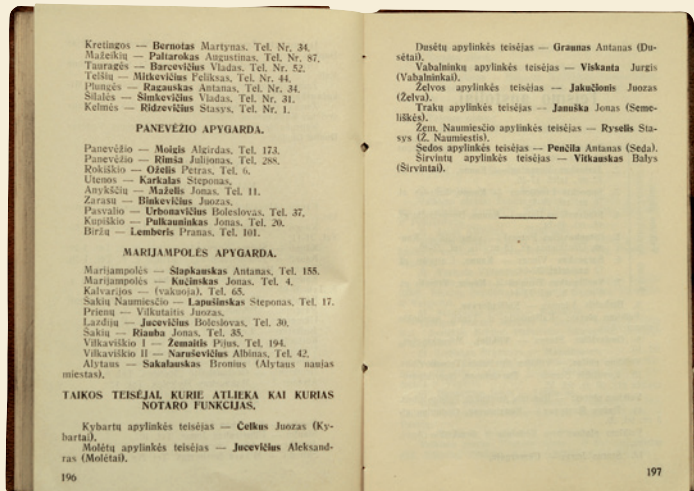 Kretingos — Bernotas Martynas. Tel. Nr. 34.
Mažeikių — Paltarokas Augustinas. Tel. Nr. 87.
Tauragės — Barcevičius Vladas. Tel. Nr. 52.
Telšių — Mitkevičius Feliksas. Tel. Nr. 44.
Plungės — Ragauskas Antanas. Tel. Nr. 34.
Šilalės — Šimkevičius Vladas. Tel. Nr. 31.
Kelmės — Ridzevičius Stasys. Tel. Nr. 1.
PANEVĖŽIO APYGARDA.
Panevėžio — Moigis Algirdas. Tel. 173.
Panevėžio — Rimša Julijonas. Tel. 288.
Rokiškio — Oželis Petras. Tel. 6.
Utenos — Karkalas Steponas.
Anykščių — Maželis Jonas. Tel. 11.
Zarasų — Binkevičius Juozas.
Pasvalio — Urbonavičius Boleslovas. Tel. 37.
Kupiškio — Pulkauninkas Jonas. Tel. 20.
Biržų — Lemberis Pranas. Tel. 101.
MARIJAMPOLĖS APYGARDA.
Marijampolės — Šlapkauskas Antanas. Tel. 155.
Marijampolės — Kučinskas Jonas. Tel. 4.
Kalvarijos — (vakuoja). Tel. 65.
Šakių Naumiesčio — Lapušinskas Steponas. Tel. 17.
Prienų — Vilkutaitis Juozas.
Lazdijų — Jucevičius Boleslovas. Tel. 30.
Šakių — Riauba Jonas. Tel. 35.
Vilkaviškio I — Žemaitis Pijus. Tel. 194.
Vilkaviškio II — Naruševičius Albinas. Tel. 42.
Alytaus — Sakalauskas Bronius (Alytaus naujas
miestas).
TAIKOS TEISĖJAI, KURIE ATLIEKA KAI KURIAS
NOTARO FUNKCIJAS.
Kybartų apylinkės teisėjas — Čelkus Juozas (Ky-
bartai).
Molėtų apylinkės teisėjas — Jucevičius Aleksand-
ras (Molėtai).
196
Dusėtų apylinkės teisėjas — Graunas Antanas (Du-
sėtai).
Vabalninkų apylinkės teisėjas — Viskanta Jurgis
(Vabalninkai).
Želvos apylinkės teisėjas — Jakučionis Juozas
(Želva).
Trakų apylinkės teisėjas — Januška Jonas (Seme-
liškės).
Žem. Naumiesčio apylinkės teisėjas — Ryselis Sta-
sys (Ž. Naumiestis).
Sedos apylinkės teisėjas — Penčila Antanas (Seda).
Širvintų apylinkės teisėjas — Vitkauskas Balys
(Širvintai).
197